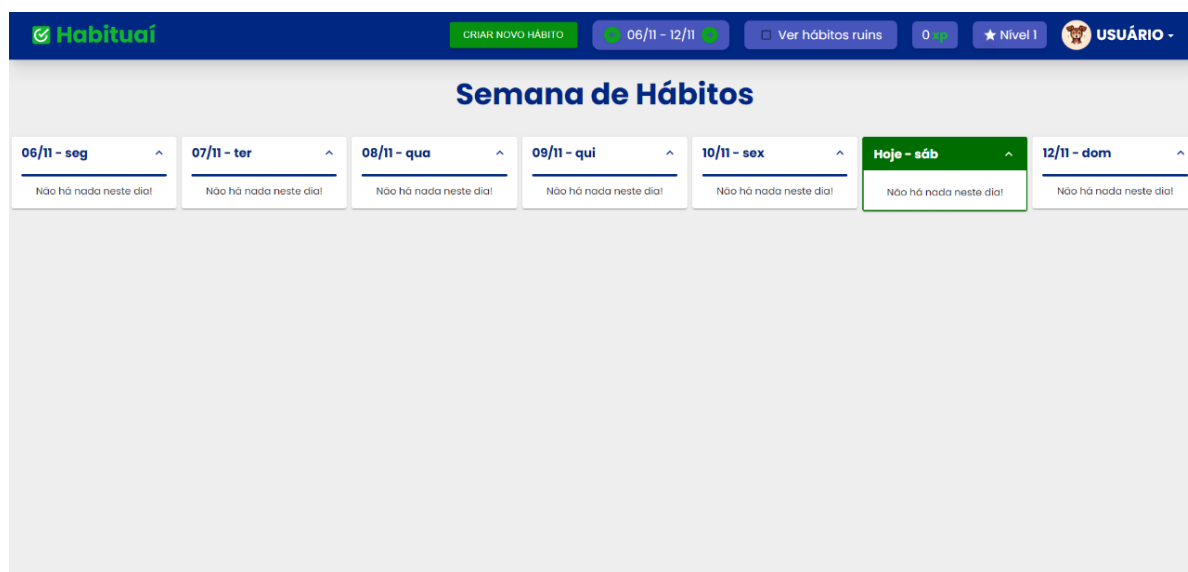 Habituaí
CRIAR NOVO HÁBITO
06/11 - 12/11
Ver hábitos ruins
0 xp
Nível 1
USUÁRIO
Semana de Hábitos
06/11 - seg
07/11 - ter
08/11 - qua
09/11 - qui
10/11 - sex
Hoje - sáb
12/11 - dom
Não há nada neste dia!
Não há nada neste dia!
Não há nada neste dia!
Não há nada neste dia!
Não há nada neste dia!
Não há nada neste dia!
Não há nada neste dia!